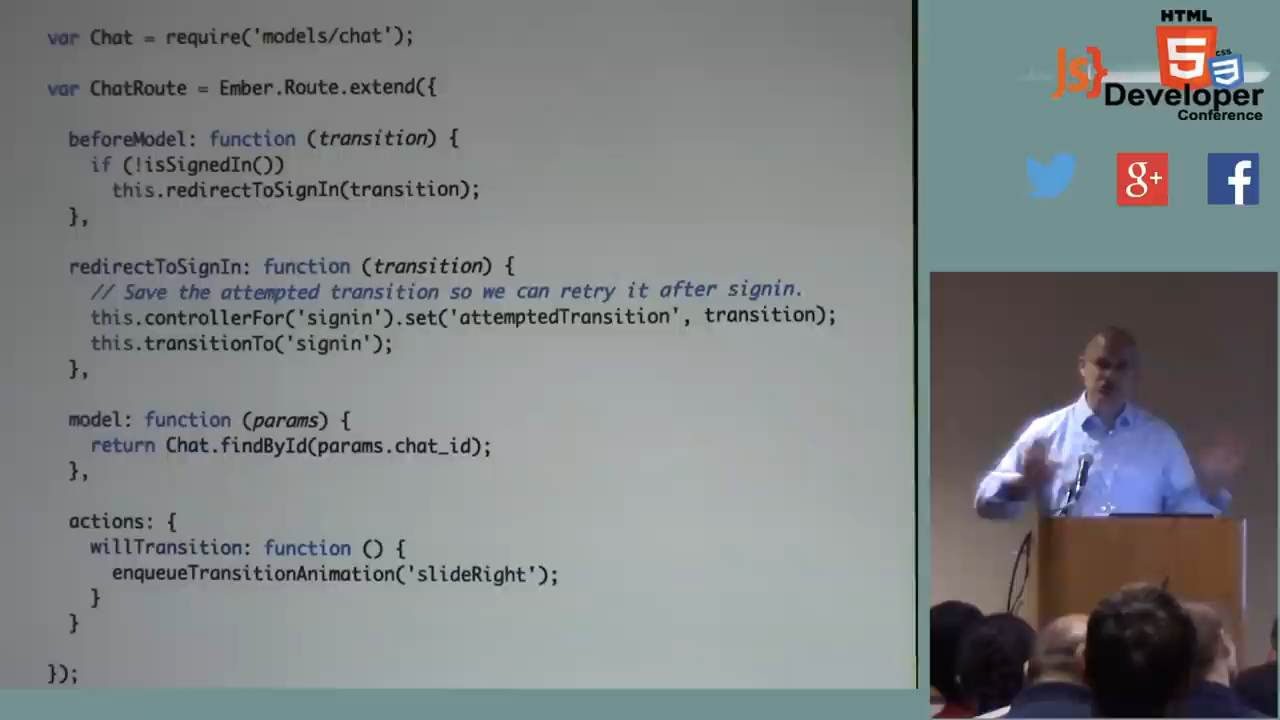 var Chat = require('models/chat');
var ChatRoute = Ember.Route.extend({
beforeModel: function (transition) {
if (!isSignedIn())
this.redirectToSignIn(transition);
},
redirectToSignIn: function (transition) {
// Save the attempted transition so we can retry it after signin.
this.controllerFor('signin').set('attemptedTransition', transition);
this.transitionTo('signin');
},
model: function (params) {
return Chat.findById(params.chat_id);
},
actions: {
willTransition: function () {
enqueueTransitionAnimation('slideRight');
}
}
});
HTML
JS}
5
CSS
3
Developer
Conference
g+
f